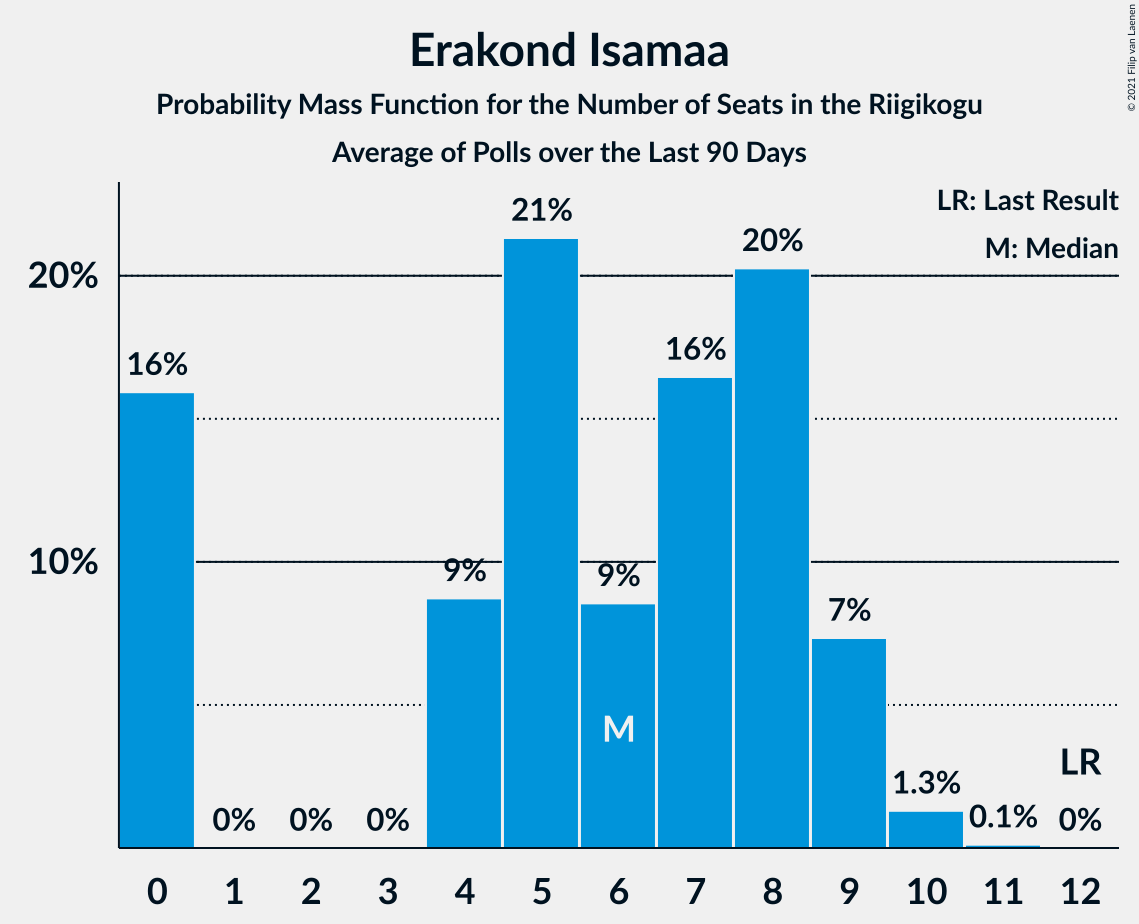 Erakond Isamaa
Probability Mass Function for the Number of Seats in the Riigikogu
Average of Polls over the Last 90 Days
© 2021 Filip van Laenen
LR: Last Result
M: Median
20%
10%
16%
0%
0%
0%
9%
21%
9%
16%
20%
7%
1.3%
0.1%
0%
M
LR
0 1 2 3 4 5 6 7 8 9 10 11 12